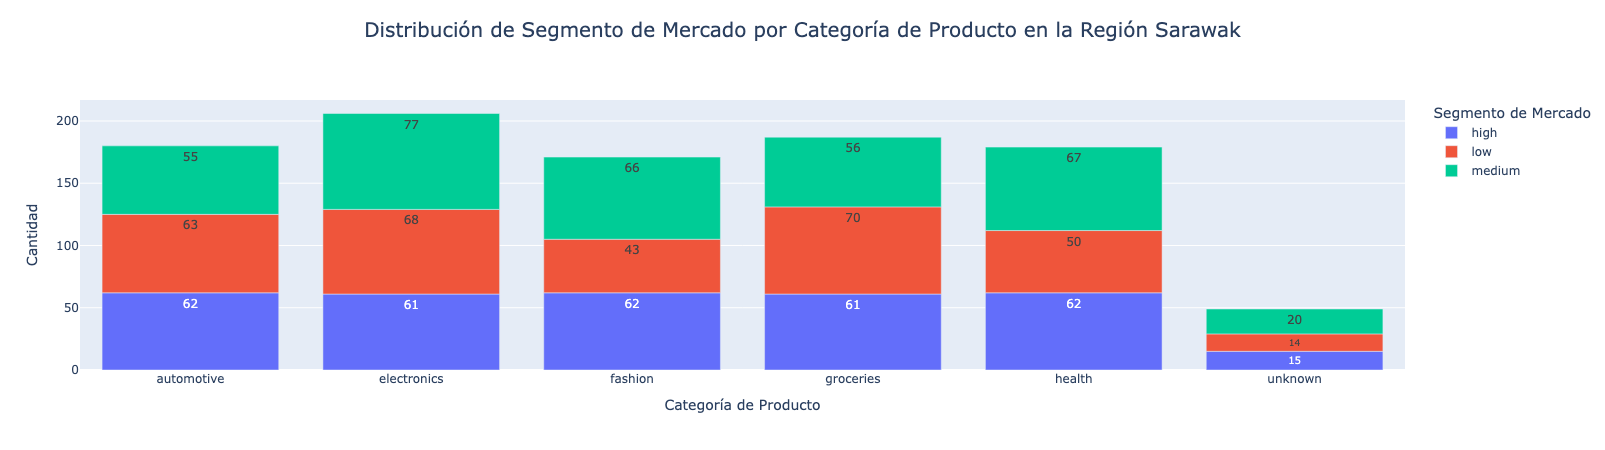 Distribución de Segmento de Mercado por Categoría de Producto en la Región Sarawak
Segmento de Mercado
high
low
medium
Cantidad
200
150
100
50
0
55
63
62
77
68
61
66
43
62
56
70
61
67
50
62
20
14
15
automotive
electronics
fashion
groceries
health
unknown
Categoría de Producto